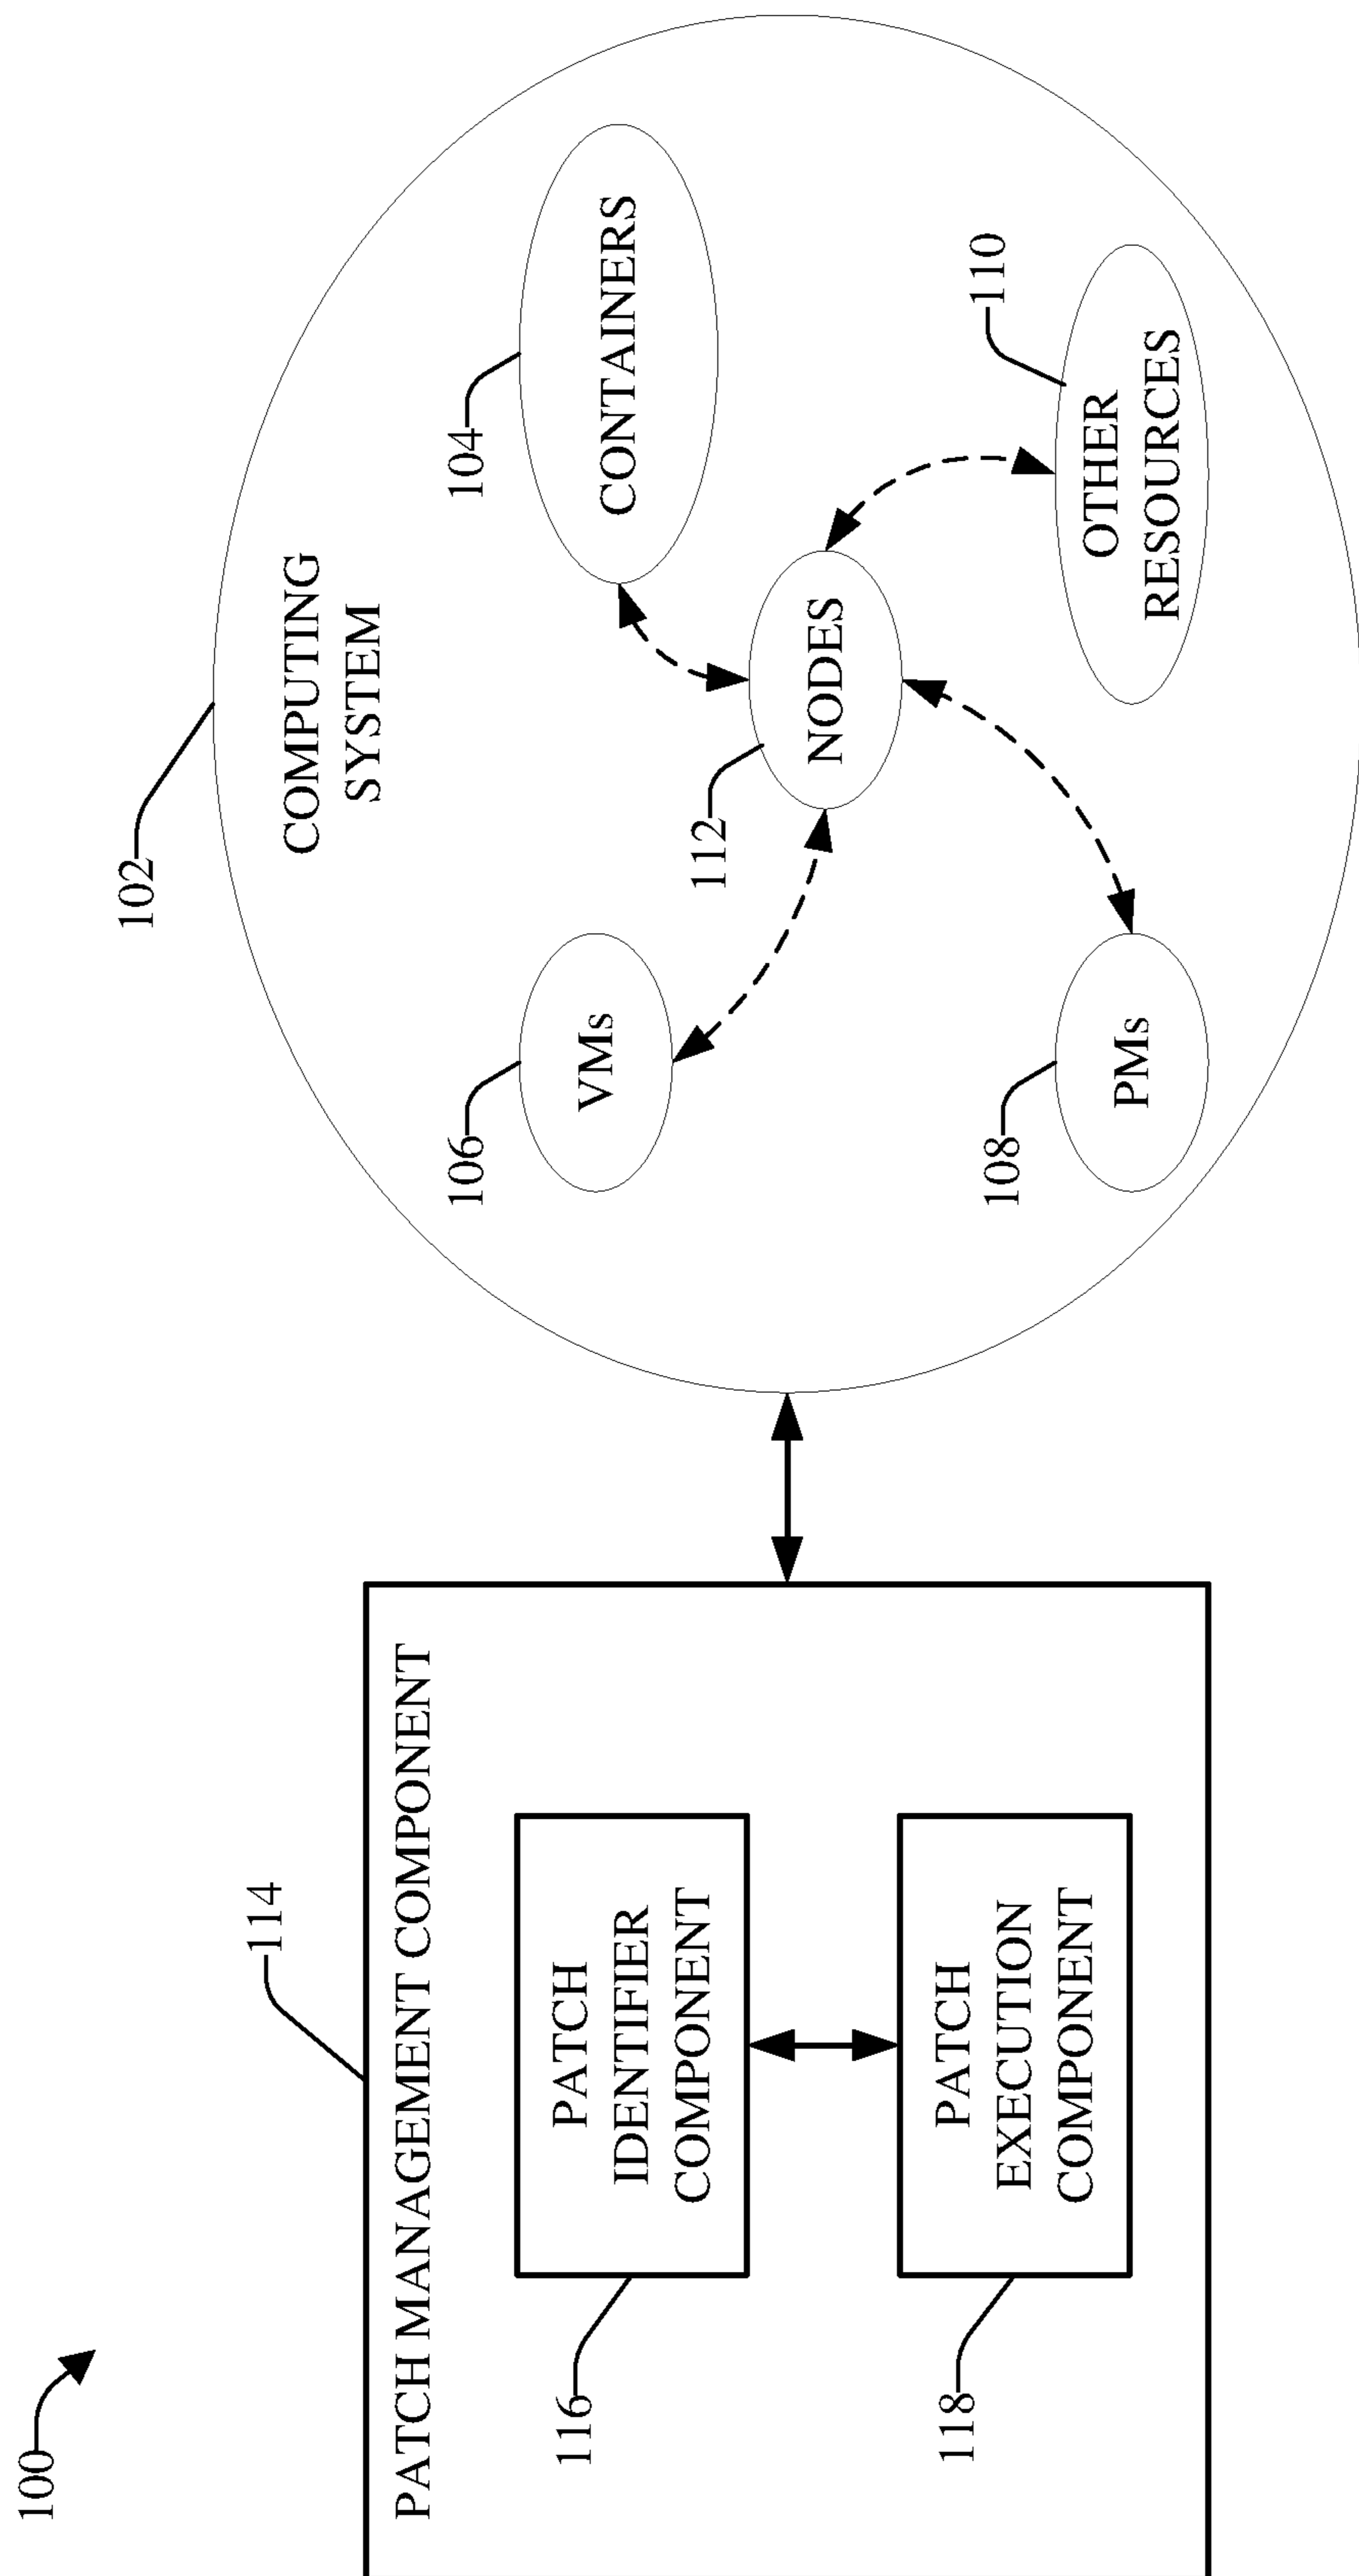 100
102
COMPUTING
SYSTEM
104
CONTAINERS
106
VMs
112
NODES
110
OTHER
RESOURCES
108
PMs
114
PATCH MANAGEMENT COMPONENT
116
PATCH
IDENTIFIER
COMPONENT
118
PATCH
EXECUTION
COMPONENT